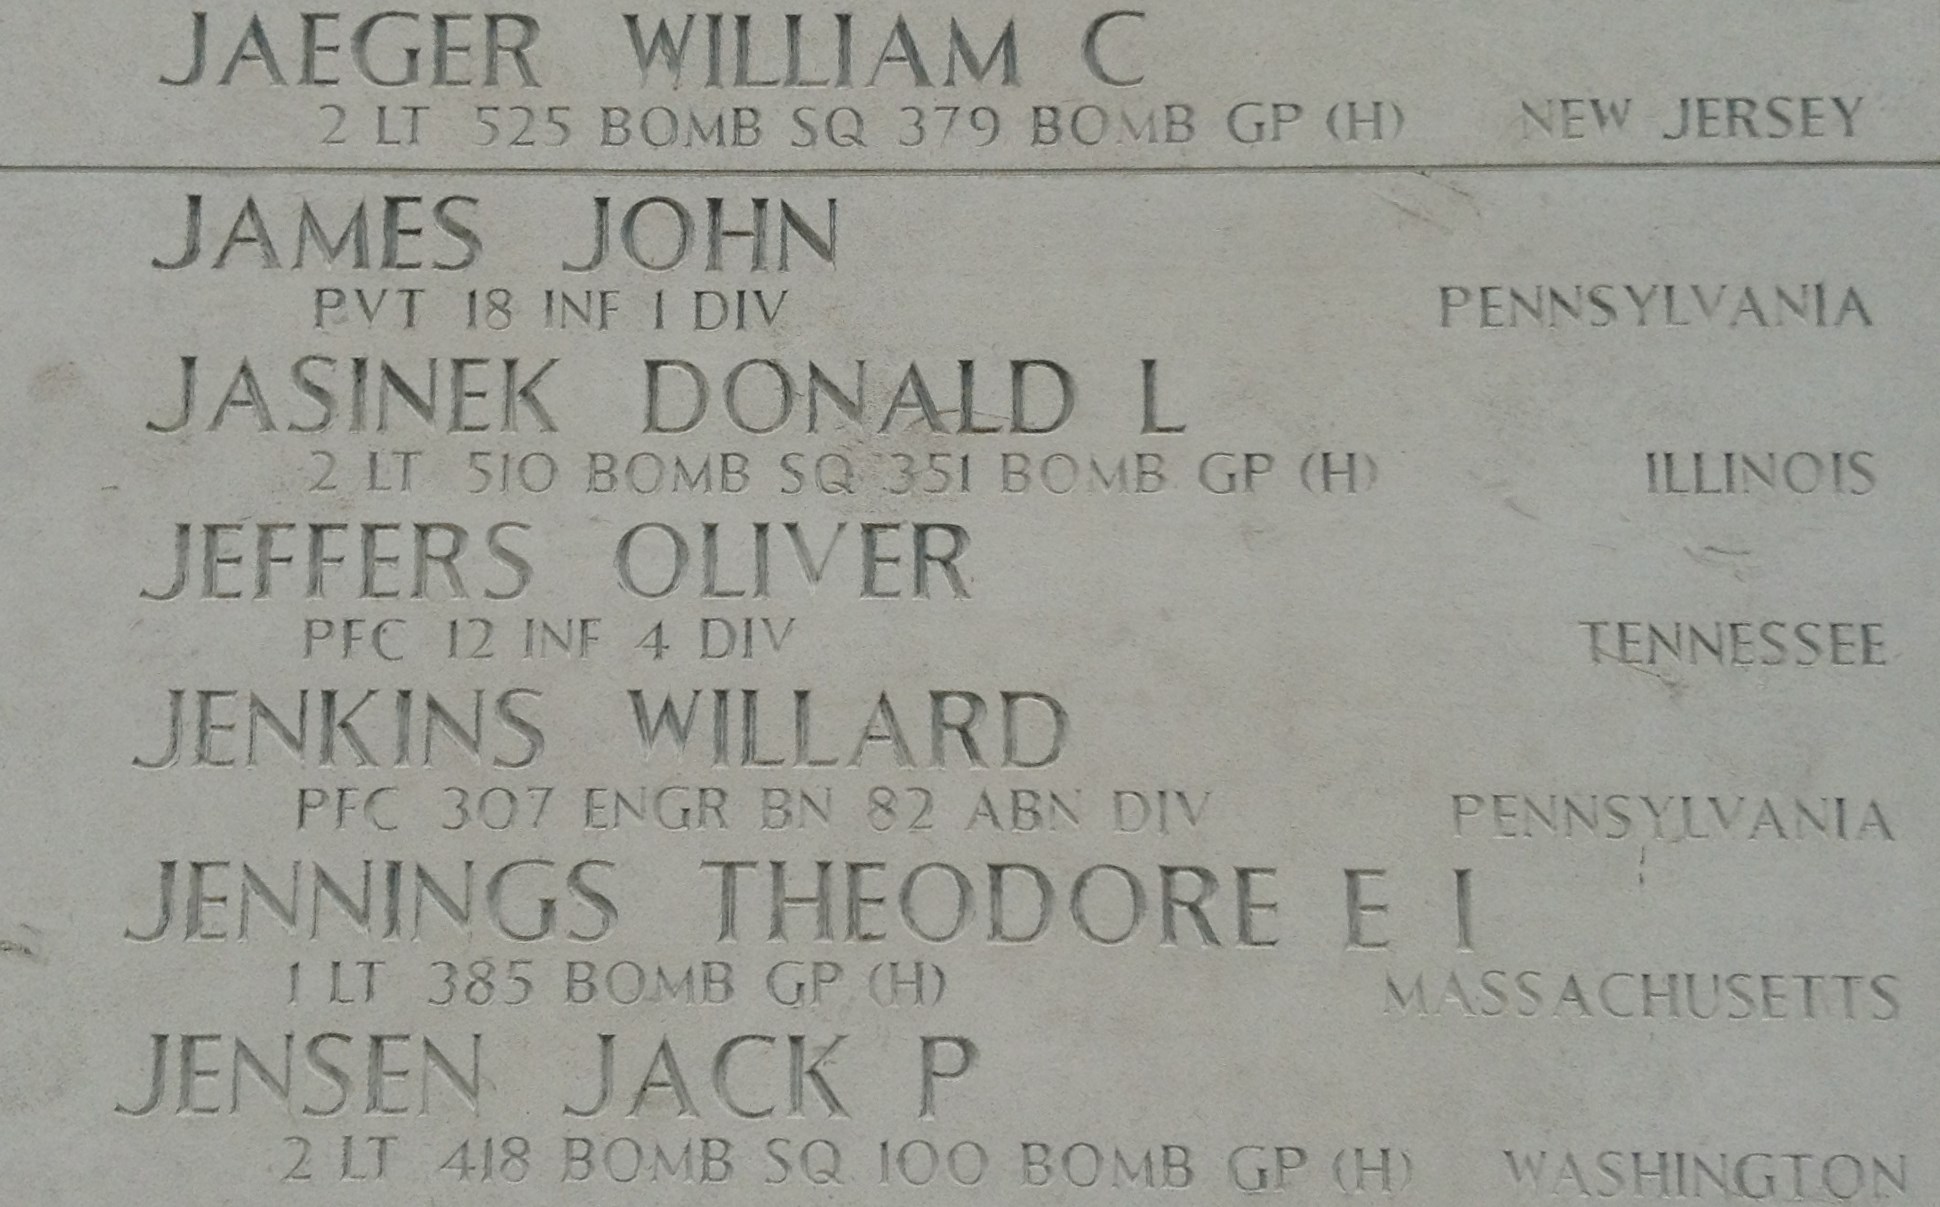 JAEGER WILLIAM C
2 LT 525 BOMB SQ 379 BOMB GP (H) NEW JERSEY
JAMES JOHN
PVT 18 INF 1 DIV PENNSYLVANIA
JASINEK DONALD L
2 LT 510 BOMB SQ 351 BOMB GP (H) ILLINOIS
JEFFERS OLIVER
PFC 12 INF 4 DIV TENNESSEE
JENKINS WILLARD
PFC 307 ENGR BN 82 ABN DIV PENNSYLVANIA
JENNINGS THEODORE E I
1 LT 385 BOMB GP (H) MASSACHUSETTS
JENSEN JACK P
2 LT 418 BOMB SQ 100 BOMB GP (H) WASHINGTON